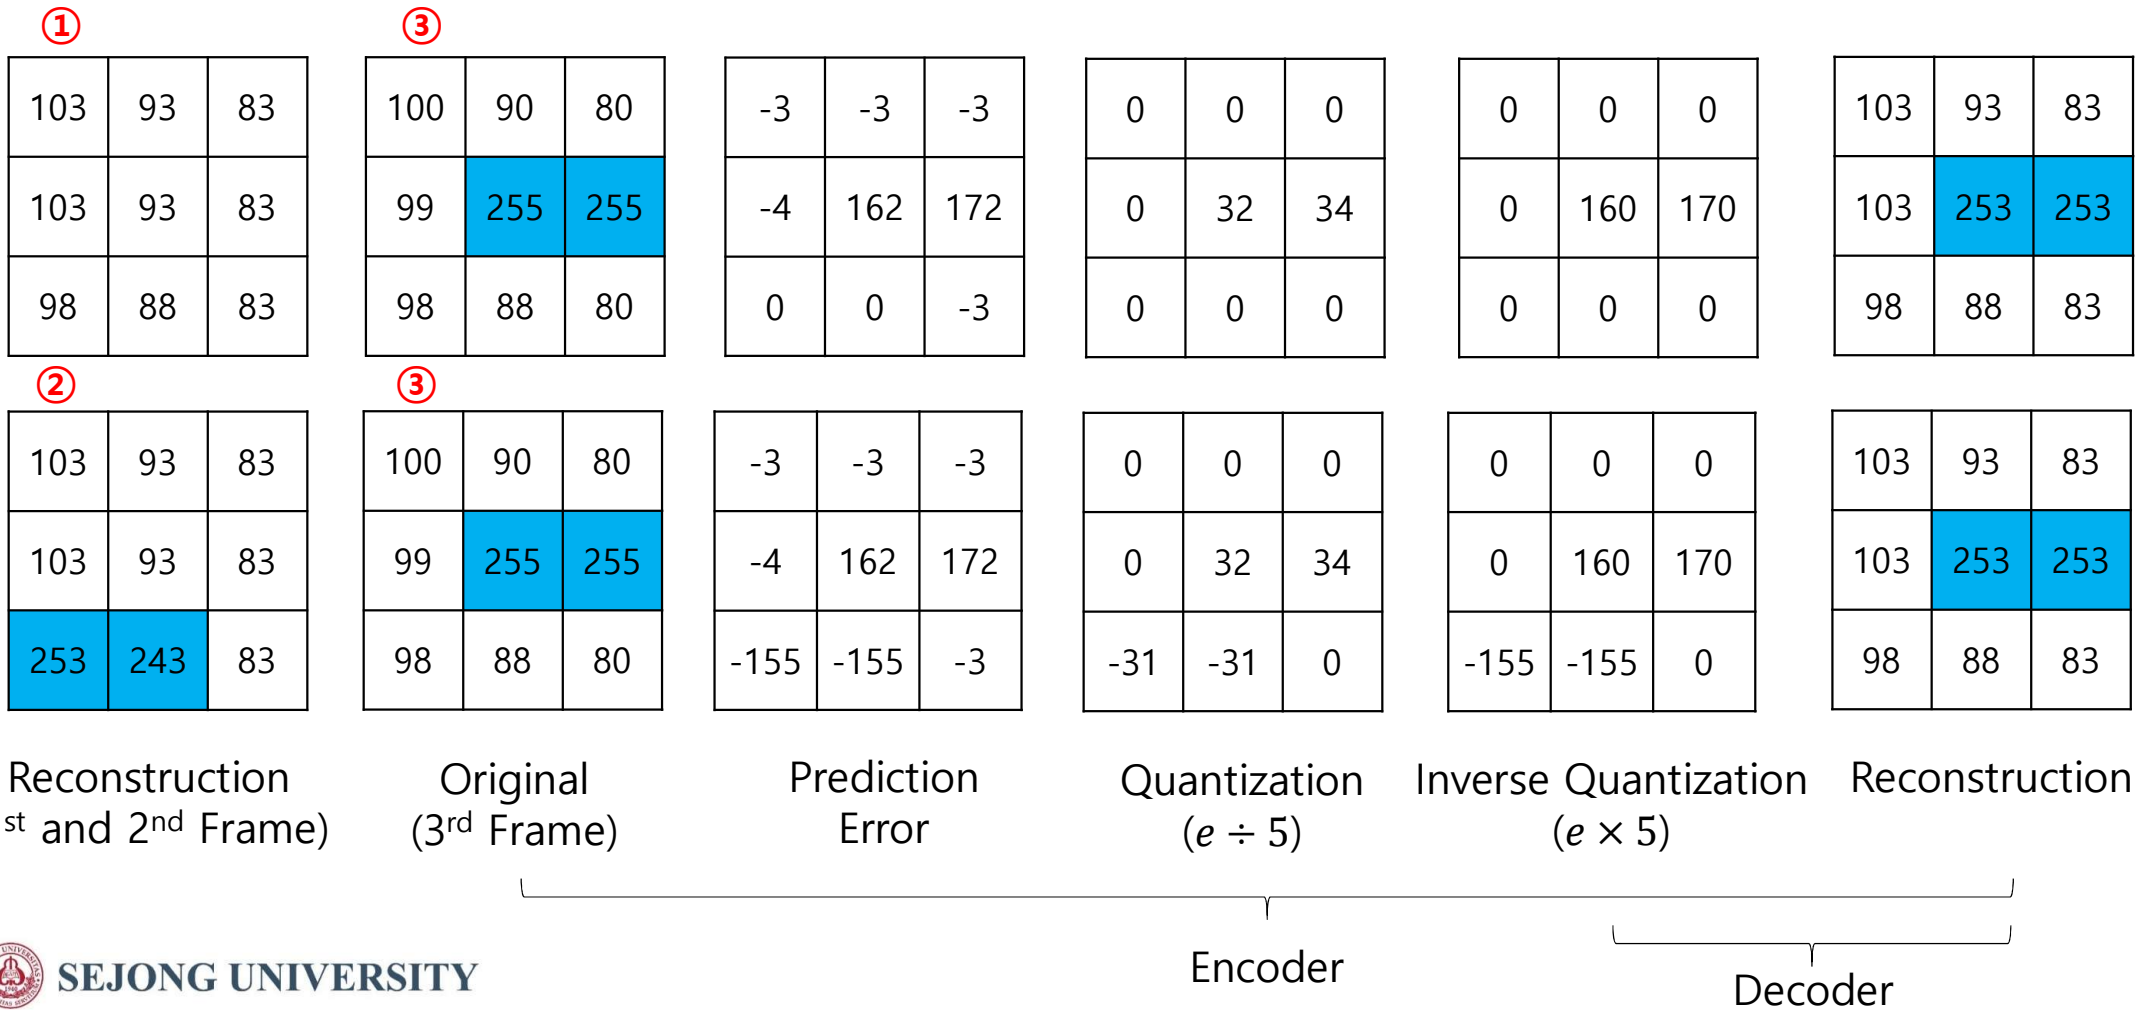 ① ③
103 93 83 100 90 80 -3 -3 -3 0 0 0 0 0 0 103 93 83
103 93 83 99 255 255 -4 162 172 0 32 34 0 160 170 103 253 253
98 88 83 98 88 80 0 0 -3 0 0 0 0 0 0 98 88 83
② ③
103 93 83 100 90 80 -3 -3 -3 0 0 0 0 0 0 103 93 83
103 93 83 99 255 255 -4 162 172 0 32 34 0 160 170 103 253 253
253 243 83 98 88 80 -155 -155 -3 -31 -31 0 -155 -155 0 98 88 83
Reconstruction Original Prediction Quantization Inverse Quantization Reconstruction
st and 2nd Frame) (3rd Frame) Error (e ÷ 5) (e × 5)
Encoder
Decoder
SEJONG UNIVERSITY